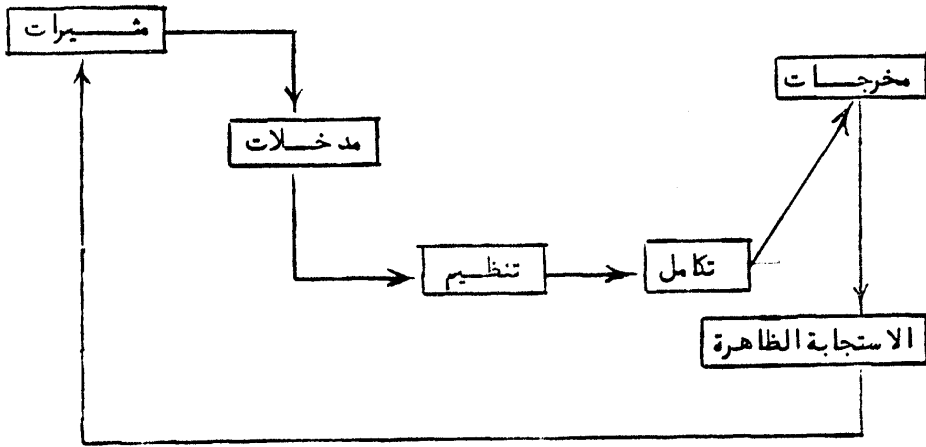 مثيرات
مخرجات
مدخلات
تنظيم
تكامل
الاستجابة الظاهرة